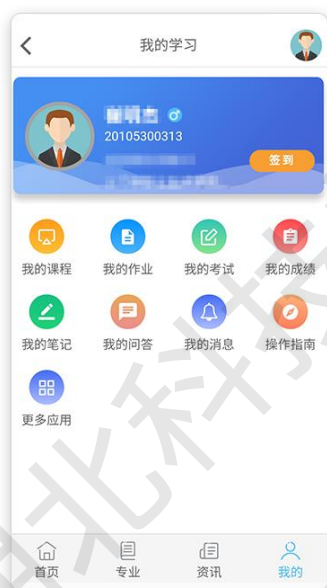 我的学习
20105300313
签到
我的课程 我的作业 我的考试 我的成绩
我的笔记 我的问答 我的消息 操作指南
更多应用
首页 专业 资讯 我的